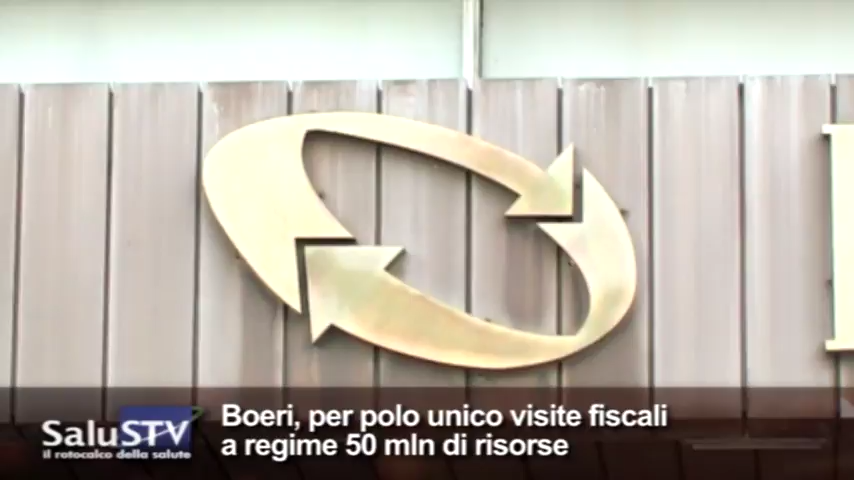 Boeri, per polo unico visite fiscali
a regime 50 mln di risorse
SaluSTV
il rotocalco della salute